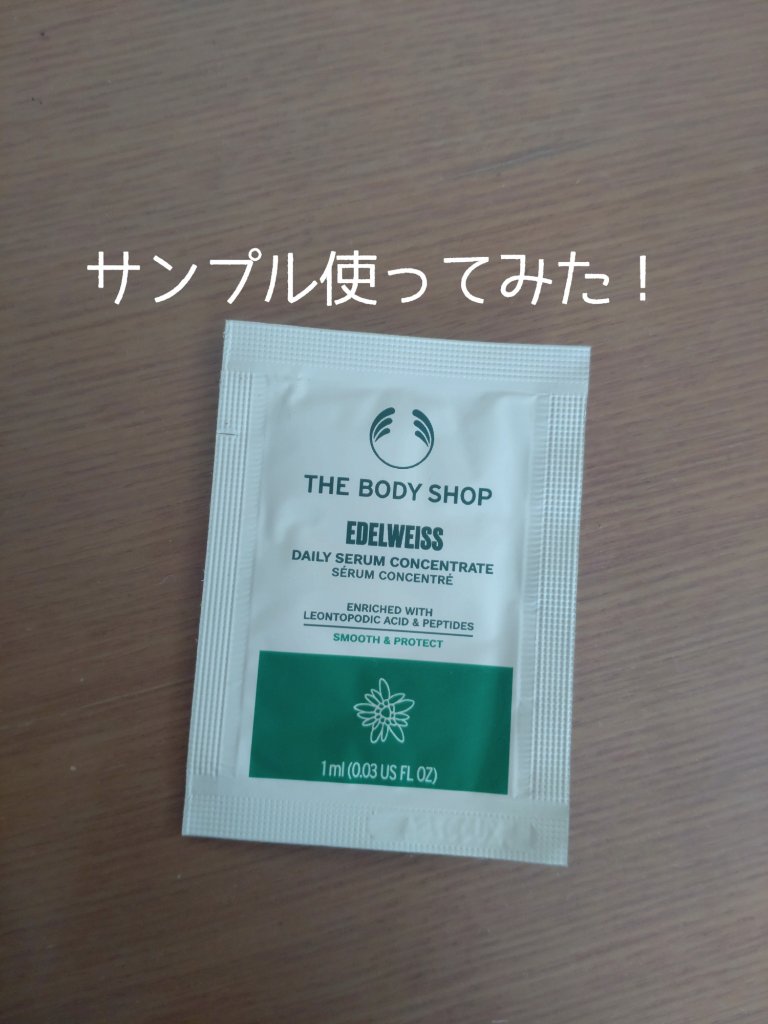 サンプル使ってみた！
THE BODY SHOP
EDELWEISS
DAILY SERUM CONCENTRATE
SÉRUM CONCENTRÉ
ENRICHED WITH
LEONTOPODIC ACID & PEPTIDES
SMOOTH & PROTECT
1 ml (0.03 US FL OZ)